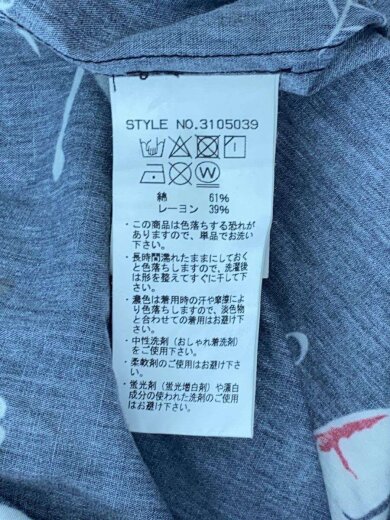 STYLE NO.3105039
綿 61%
レーヨン 39%
・この商品は色落ちする恐れが
ありますので、単品でお洗い
下さい。
・長時間濡れたままにしておく
と色落ちしますので、洗濯後
は形を整えてすぐに干して下
さい。
・濃色は着用時の汗や摩擦によ
り色落ちしますので、淡色物
と合わせての着用はお避け下
さい。
・中性洗剤（おしゃれ着洗剤）
をご使用下さい。
・柔軟剤のご使用はお避け下さ
い。
・蛍光剤（蛍光増白剤）や漂白
成分の使われた洗剤のご使用
はお避け下さい。